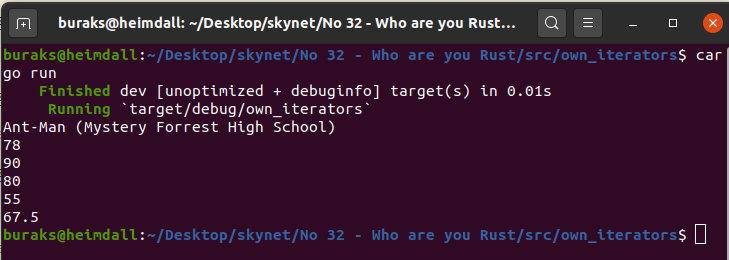 buraks@heimdall: ~/Desktop/skynet/No 32 - Who are you Rust...
buraks@heimdall:~/Desktop/skynet/No 32 - Who are you Rust/src/own_iterators$ car
go run
    Finished dev [unoptimized + debuginfo] target(s) in 0.01s
     Running `target/debug/own_iterators`
Ant-Man (Mystery Forrest High School)
78
90
80
55
67.5
buraks@heimdall:~/Desktop/skynet/No 32 - Who are you Rust/src/own_iterators$